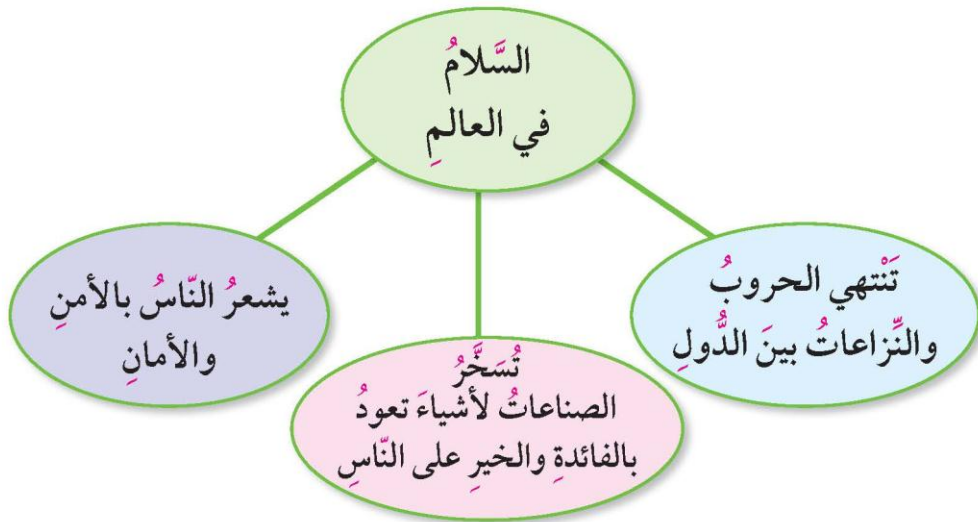 السَّلامُ
في العالمِ
تَنْتهي الحروبُ
والنِّزاعاتُ بينَ الدُّولِ
تُسَخَّرُ
الصناعاتُ لأشياءَ تعودُ
بالفائدةِ والخيرِ على النّاسِ
يشعرُ النّاسُ بالأمنِ
والأمانِ